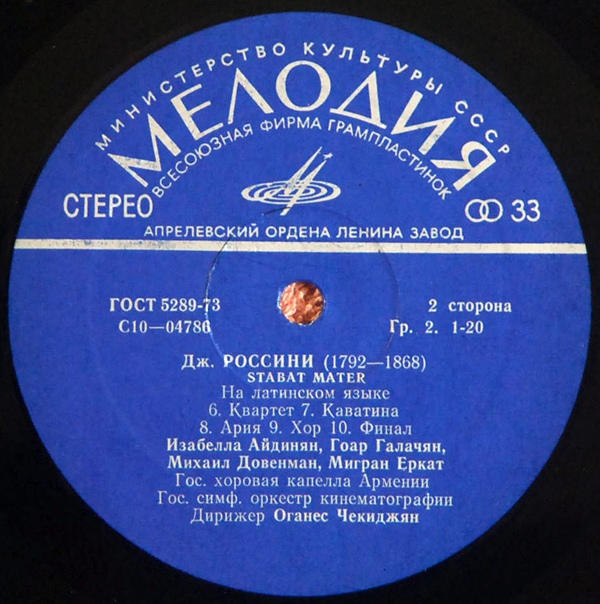 МИНИСТЕРСТВО КУЛЬТУРЫ СССР
МЕЛОДИЯ
ВСЕСОЮЗНАЯ ФИРМА ГРАМПЛАСТИНОК
СТЕРЕО
33
АПРЕЛЕВСКИЙ ОРДЕНА ЛЕНИНА ЗАВОД
ГОСТ 5289-73
2 сторона
С10—04786
Гр. 2. 1-20
Дж. РОССИНИ (1792—1868)
STABAT MATER
На латинском языке
6. Квартет 7. Каватина
8. Ария 9. Хор 10. Финал
Изабелла Айдинян, Гоар Галачян,
Михаил Довенман, Мигран Еркат
Гос. хоровая капелла Армении
Гос. симф. оркестр кинематографии
Дирижер Оганес Чекиджян